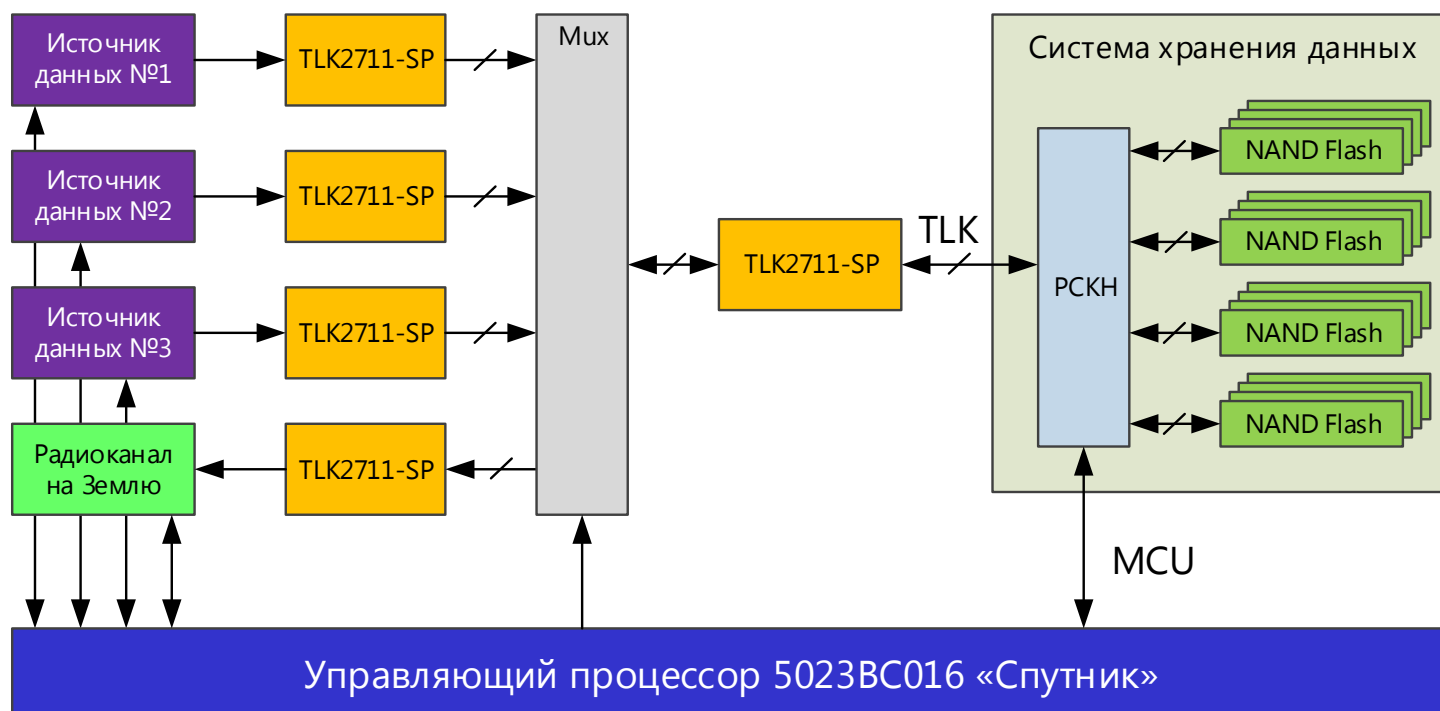 Источник
данных №1
TLK2711-SP
Mux
Система хранения данных
NAND Flash
Источник
данных №2
TLK2711-SP
NAND Flash
TLK2711-SP
TLK
РСКН
Источник
данных №3
TLK2711-SP
NAND Flash
NAND Flash
Радиоканал
на Землю
TLK2711-SP
MCU
Управляющий процессор 5023ВС016 «Спутник»